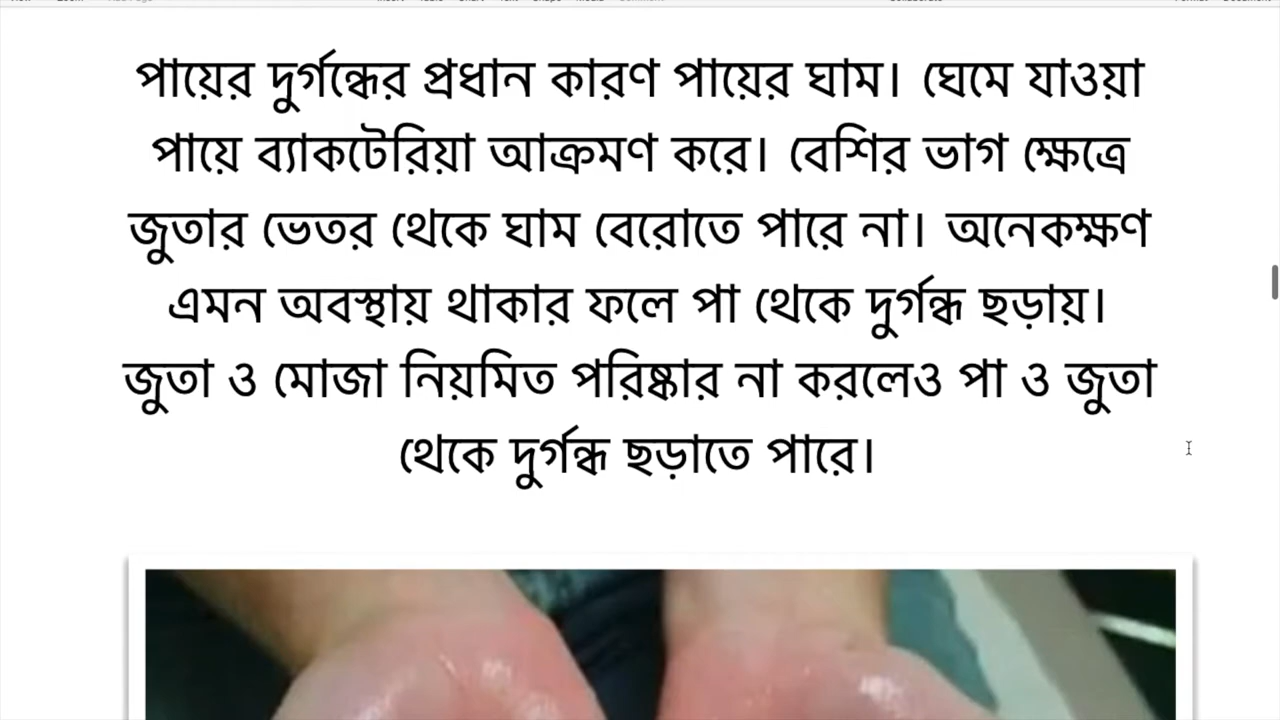 পায়ের দুর্গন্ধের প্রধান কারণ পায়ের ঘাম। ঘেমে যাওয়া
পায়ে ব্যাকটেরিয়া আক্রমণ করে। বেশির ভাগ ক্ষেত্রে
জুতার ভেতর থেকে ঘাম বেরোতে পারে না। অনেকক্ষণ
এমন অবস্থায় থাকার ফলে পা থেকে দুর্গন্ধ ছড়ায়।
জুতা ও মোজা নিয়মিত পরিষ্কার না করলেও পা ও জুতা
থেকে দুর্গন্ধ ছড়াতে পারে।